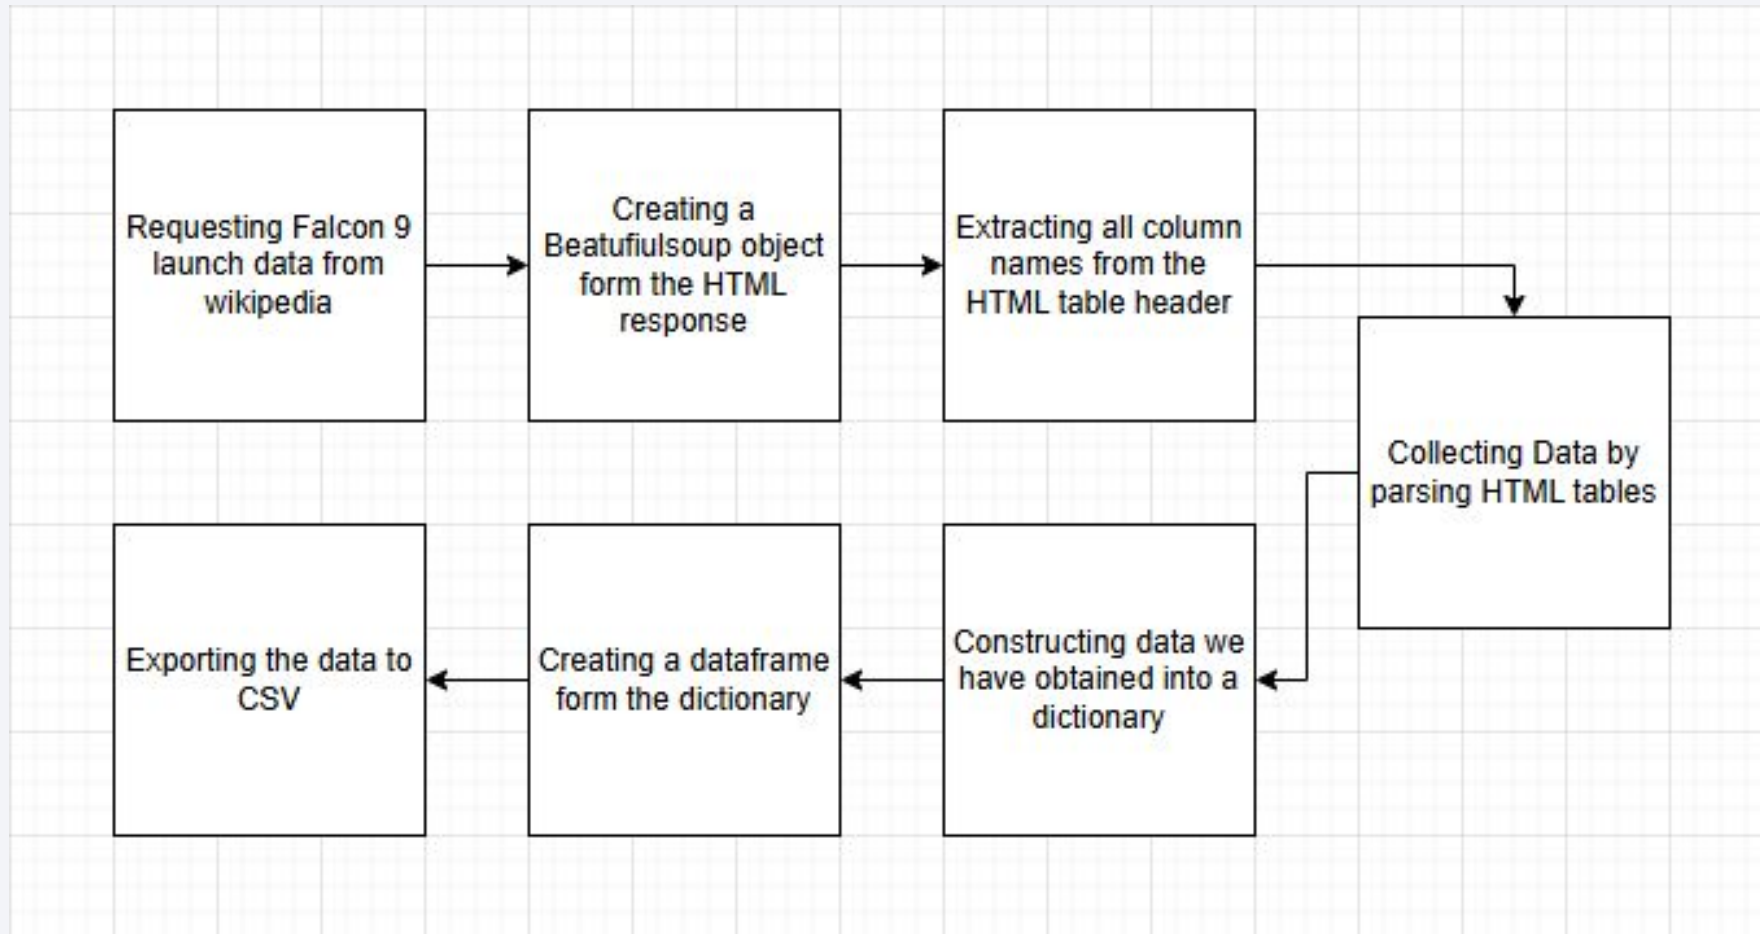 Requesting Falcon 9
launch data from
wikipedia
Creating a
Beatufiulsoup object
form the HTML
response
Extracting all column
names from the
HTML table header
Collecting Data by
parsing HTML tables
Constructing data we
have obtained into a
dictionary
Creating a dataframe
form the dictionary
Exporting the data to
CSV